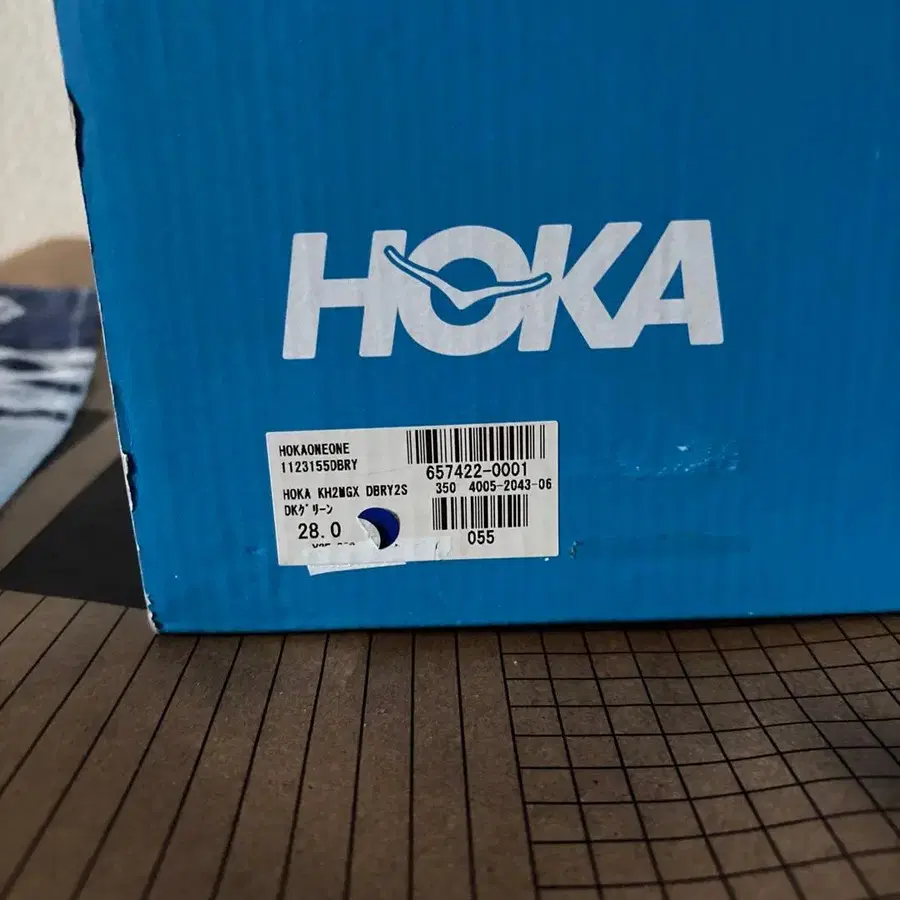 HOKA
HOKAONEONE
1123155DBRY
657422-0001
HOKA KH2MGX DBRY2S
350 4005-2043-06
DKグリーン
28.0
055